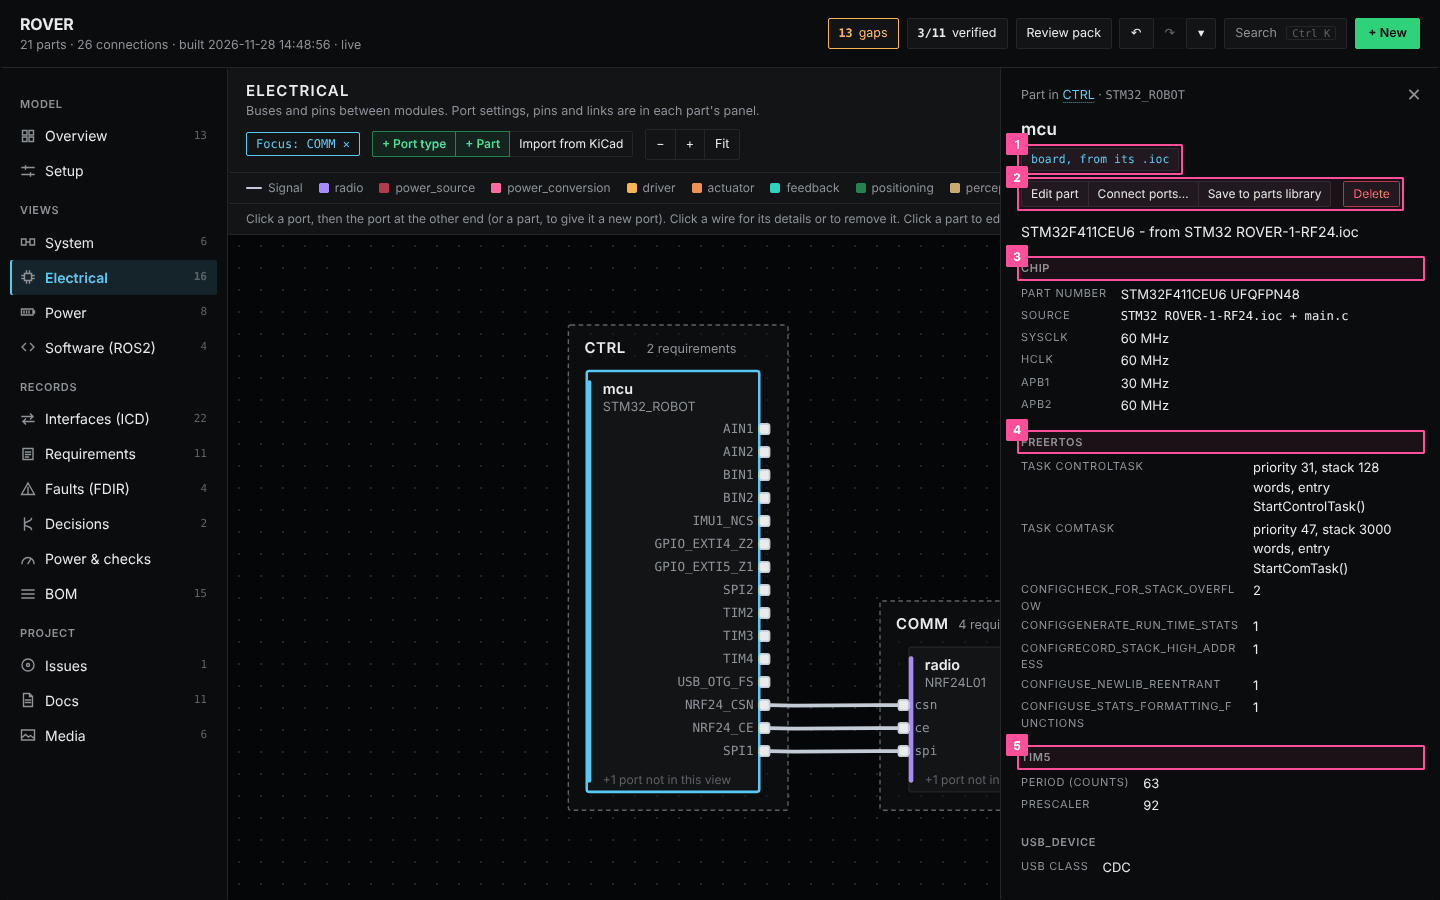 ROVER
21 parts · 26 connections · built 2026-11-28 14:48:56 · live
13 gaps
3/11 verified
Review pack
↶
↷
▾
Search Ctrl K
+ New
MODEL
Overview 13
Setup
VIEWS
System 6
Electrical 16
Power 8
Software (ROS2) 4
RECORDS
Interfaces (ICD) 22
Requirements 11
Faults (FDIR) 4
Decisions 2
Power & checks
BOM 15
PROJECT
Issues 1
Docs 11
Media 6
ELECTRICAL
Buses and pins between modules. Port settings, pins and links are in each part's panel.
Focus: COMM ×
+ Port type
+ Part
Import from KiCad
−
+
Fit
Signal radio power_source power_conversion driver actuator feedback positioning
Click a port, then the port at the other end (or a part, to give it a new port). Click a wire for its details or to remove it. Click a part to ed
CTRL 2 requirements
mcu
STM32_ROBOT
AIN1
AIN2
BIN1
BIN2
IMU1_NCS
GPIO_EXTI4_Z2
GPIO_EXTI5_Z1
SPI2
TIM2
TIM3
TIM4
USB_OTG_FS
NRF24_CSN
NRF24_CE
SPI1
+1 port not in this view
COMM 4 requi
radio
NRF24L01
csn
ce
spi
+1 port not in
Part in CTRL · STM32_ROBOT
✕
mcu
1
board, from its .ioc
2
Edit part
Connect ports...
Save to parts library
Delete
STM32F411CEU6 - from STM32 ROVER-1-RF24.ioc
3
CHIP
PART NUMBER STM32F411CEU6 UFQFPN48
SOURCE STM32 ROVER-1-RF24.ioc + main.c
SYSCLK 60 MHz
HCLK 60 MHz
APB1 30 MHz
APB2 60 MHz
4
FREERTOS
TASK CONTROLTASK priority 31, stack 128
words, entry
StartControlTask()
TASK COMTASK priority 47, stack 3000
words, entry
StartComTask()
CONFIGCHECK_FOR_STACK_OVERFL 2
OW
CONFIGGENERATE_RUN_TIME_STATS 1
CONFIGRECORD_STACK_HIGH_ADDR 1
ESS
CONFIGUSE_NEWLIB_REENTRANT 1
CONFIGUSE_STATS_FORMATTING_F 1
UNCTIONS
5
TIM5
PERIOD (COUNTS) 63
PRESCALER 92
USB_DEVICE
USB CLASS CDC